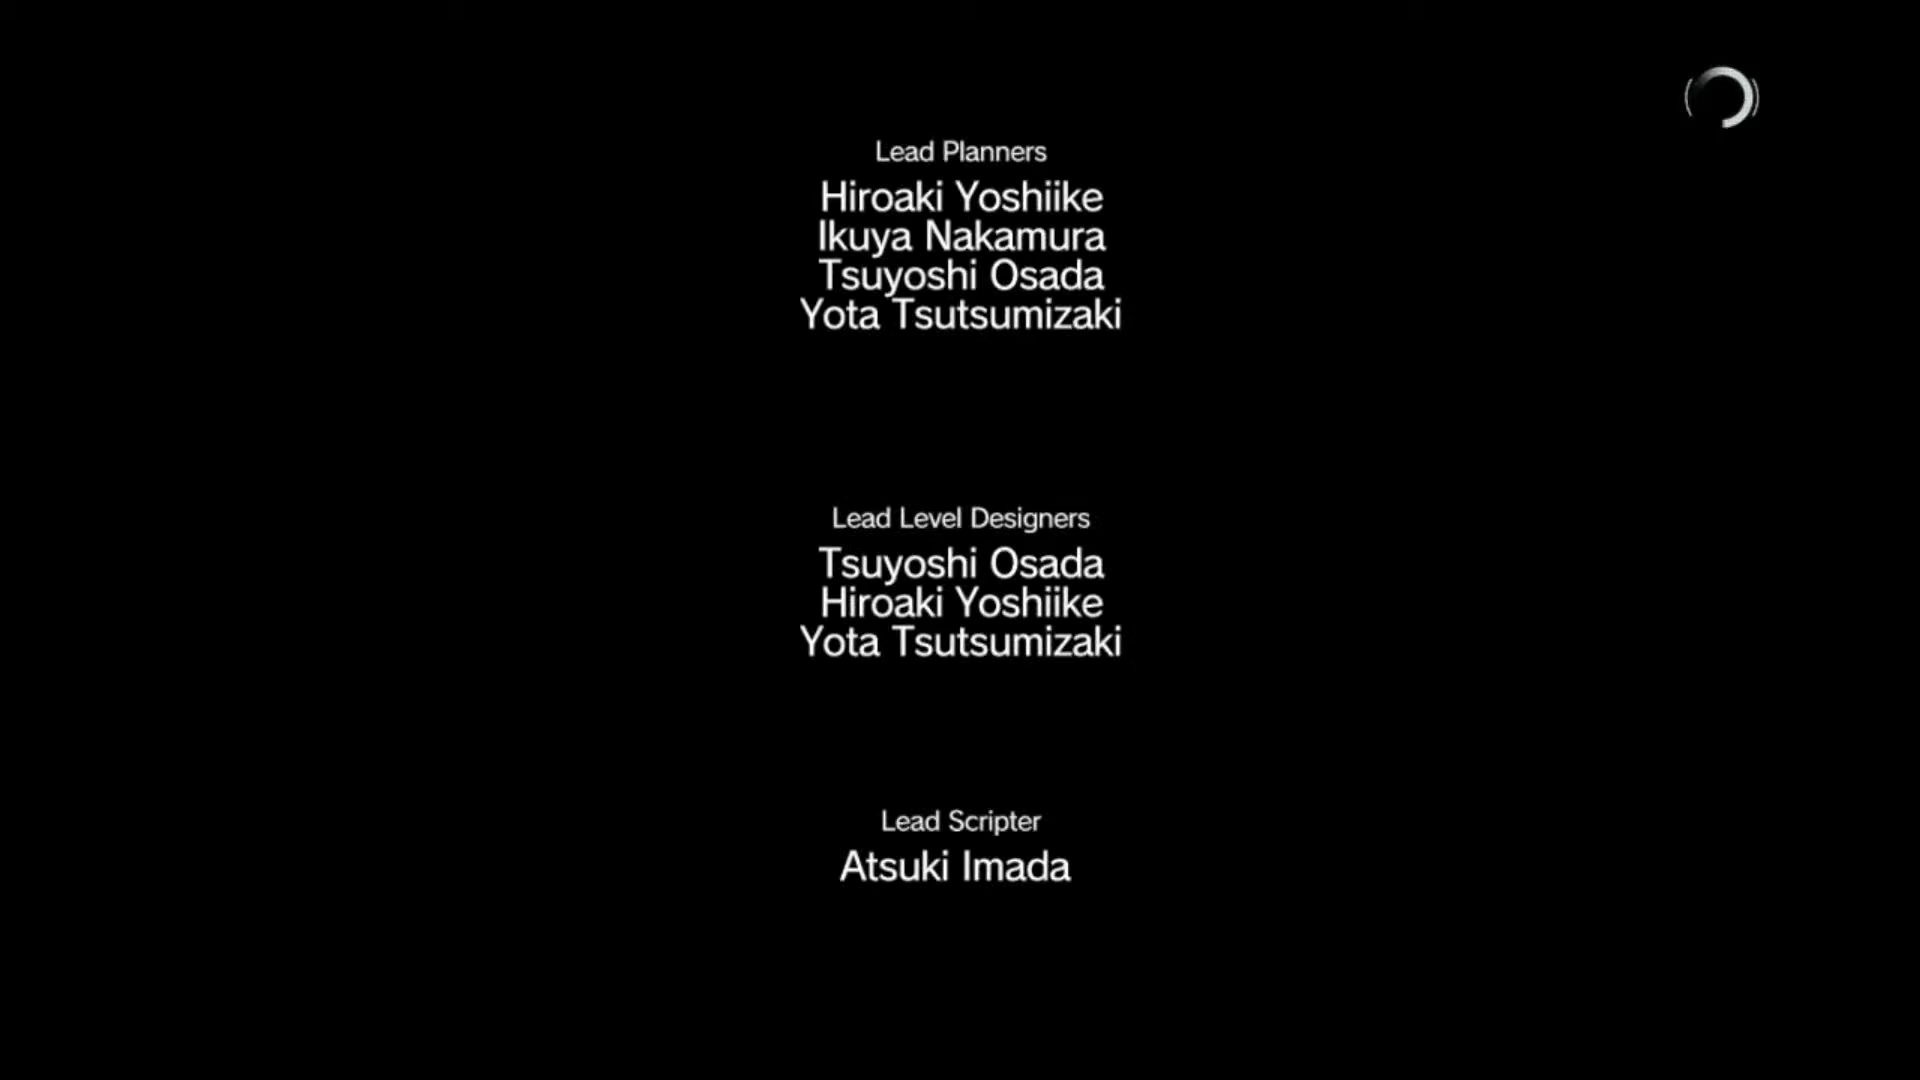 Lead Planners
Hiroaki Yoshiike
Ikuya Nakamura
Tsuyoshi Osada
Yota Tsutsumizaki
Lead Level Designers
Tsuyoshi Osada
Hiroaki Yoshiike
Yota Tsutsumizaki
Lead Scripter
Atsuki Imada